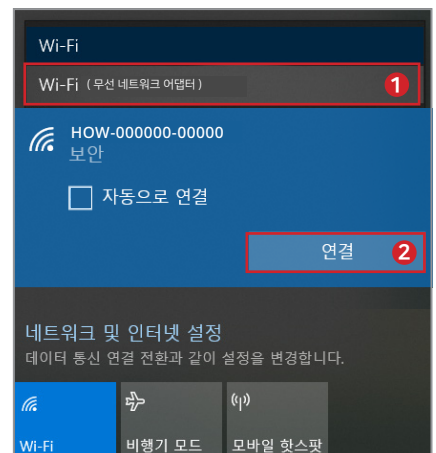 Wi-Fi
Wi-Fi ( 무선 네트워크 어댑터 ) 1
HOW-000000-00000
보안
자동으로 연결
연결 2
네트워크 및 인터넷 설정
데이터 통신 연결 전환과 같이 설정을 변경합니다.
Wi-Fi 비행기 모드 모바일 핫스팟